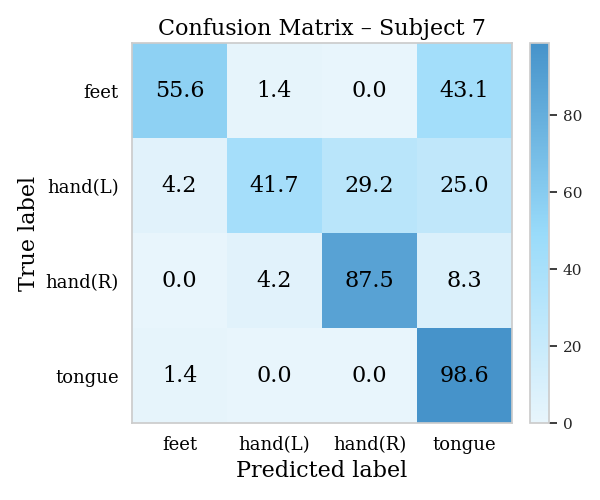 Confusion Matrix – Subject 7
feet 55.6 1.4 0.0 43.1
hand(L) 4.2 41.7 29.2 25.0
hand(R) 0.0 4.2 87.5 8.3
tongue 1.4 0.0 0.0 98.6
feet hand(L) hand(R) tongue
Predicted label
True label
80
60
40
20
0